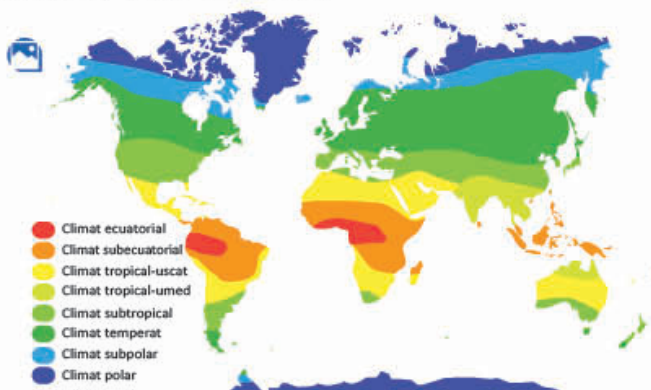 Climat ecuatorial
Climat subecuatorial
Climat tropical-uscat
Climat tropical-umed
Climat subtropical
Climat temperat
Climat subpolar
Climat polar